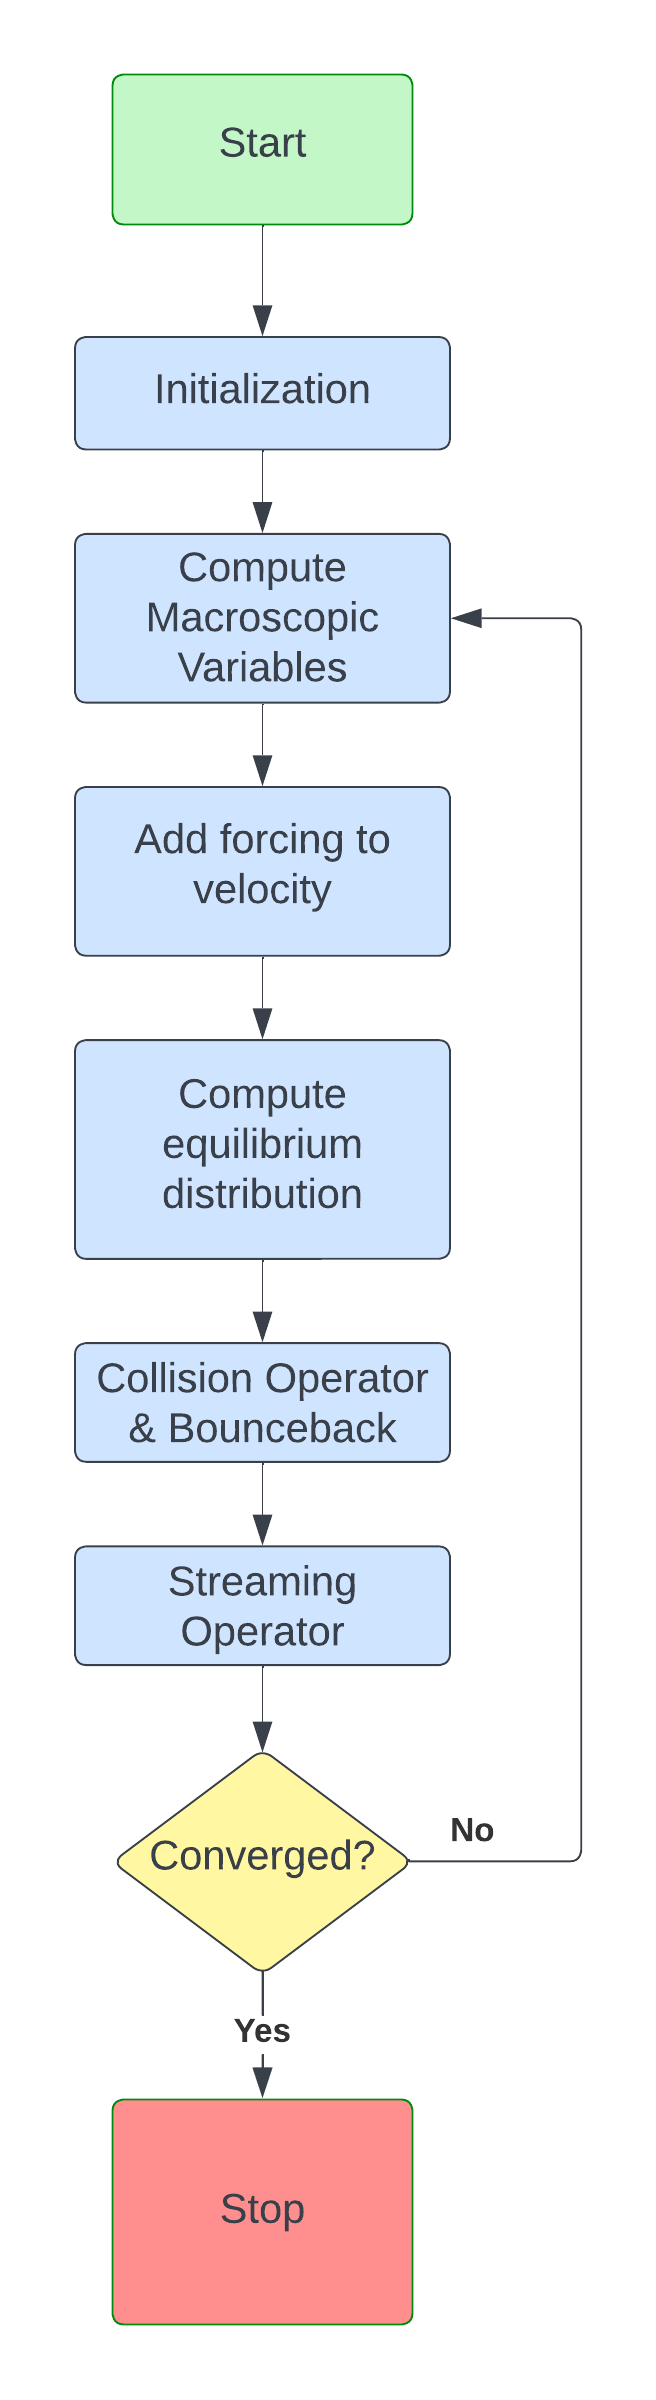 Start
Initialization
Compute
Macroscopic
Variables
Add forcing to
velocity
Compute
equilibrium
distribution
Collision Operator
& Bounceback
Streaming
Operator
Converged?
No
Yes
Stop